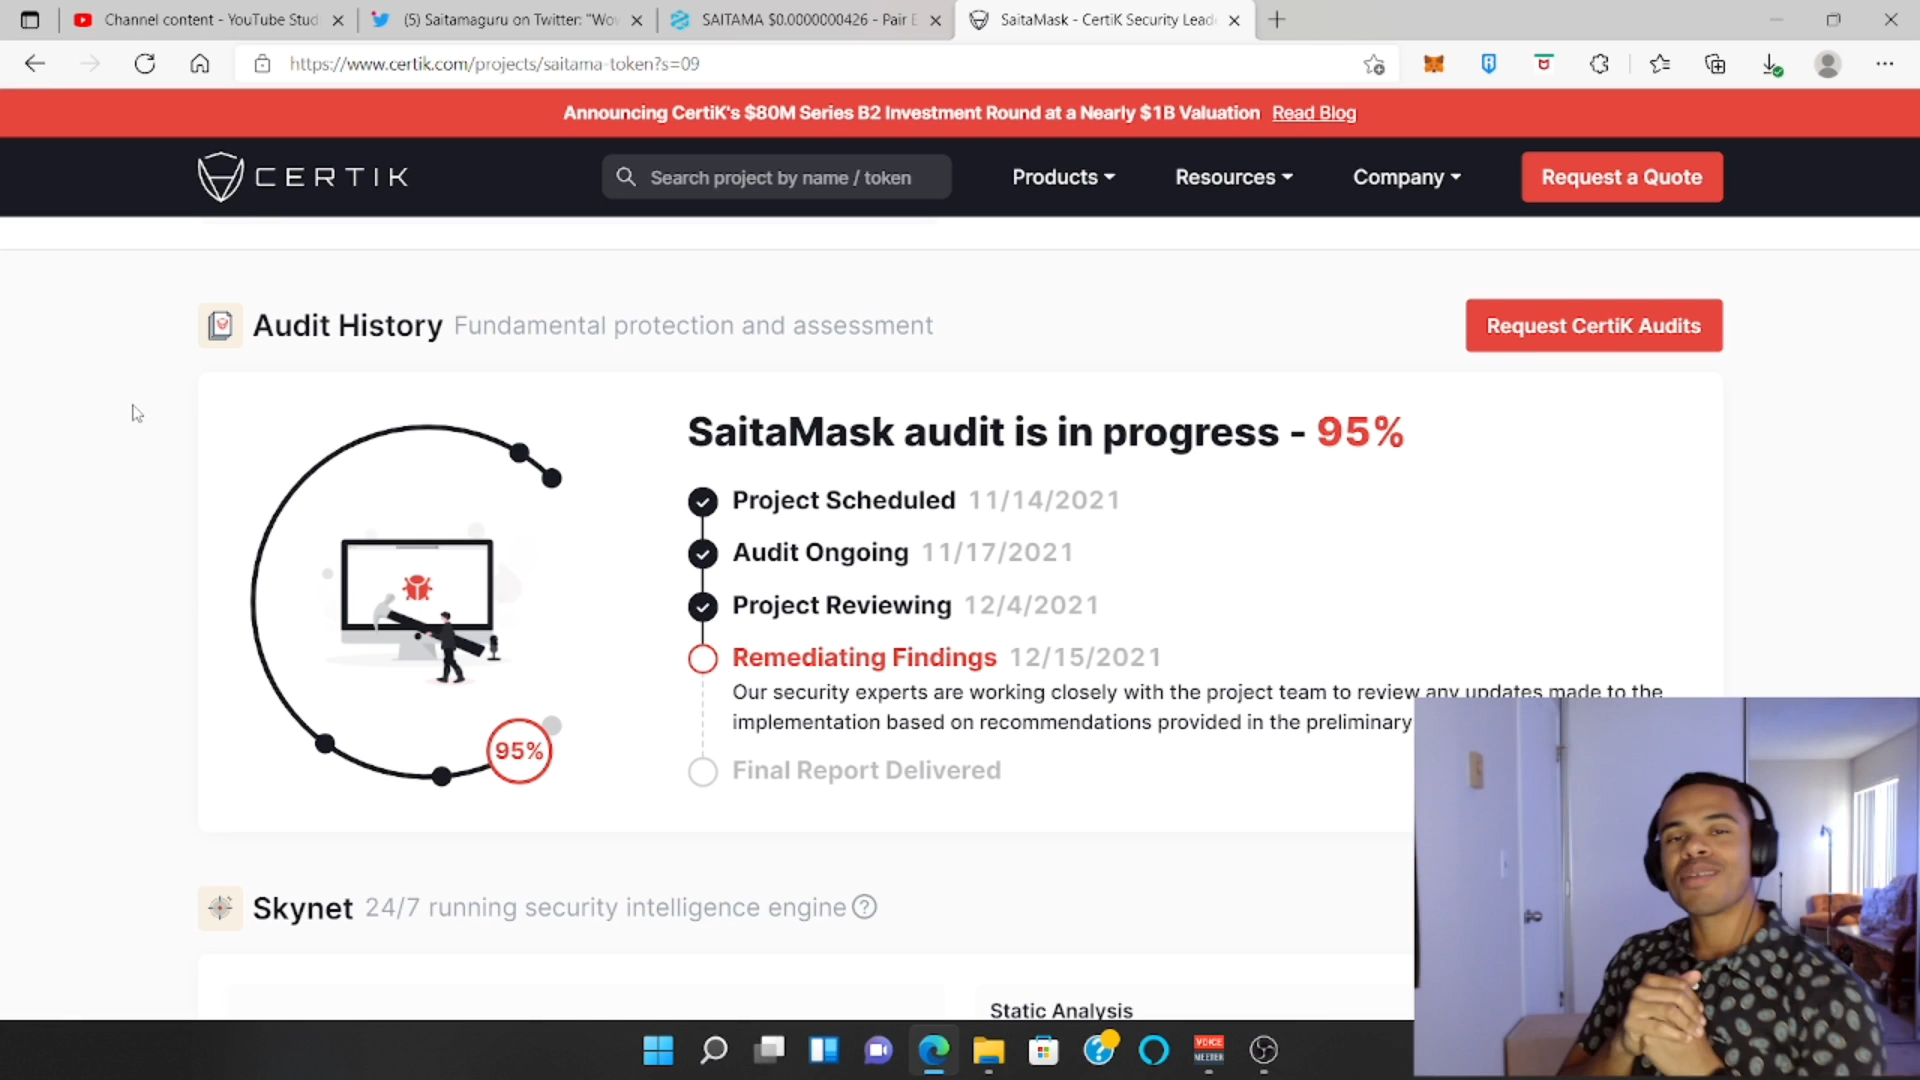 Channel content - YouTube Stud
(5) Saitamaguru on Twitter: "Wow
SAITAMA $0.0000000426 - Pair E
SaitaMask - CertiK Security Lead
https://www.certik.com/projects/saitama-token?s=09
Announcing CertiK's $80M Series B2 Investment Round at a Nearly $1B Valuation Read Blog
CERTIK
Search project by name / token
Products
Resources
Company
Request a Quote
Audit History Fundamental protection and assessment
Request CertiK Audits
SaitaMask audit is in progress - 95%
Project Scheduled 11/14/2021
Audit Ongoing 11/17/2021
Project Reviewing 12/4/2021
Remediating Findings 12/15/2021
Our security experts are working closely with the project team to review any updates made to the
implementation based on recommendations provided in the preliminary
95%
Final Report Delivered
Skynet 24/7 running security intelligence engine ?
Static Analysis
VOICE
MEETER